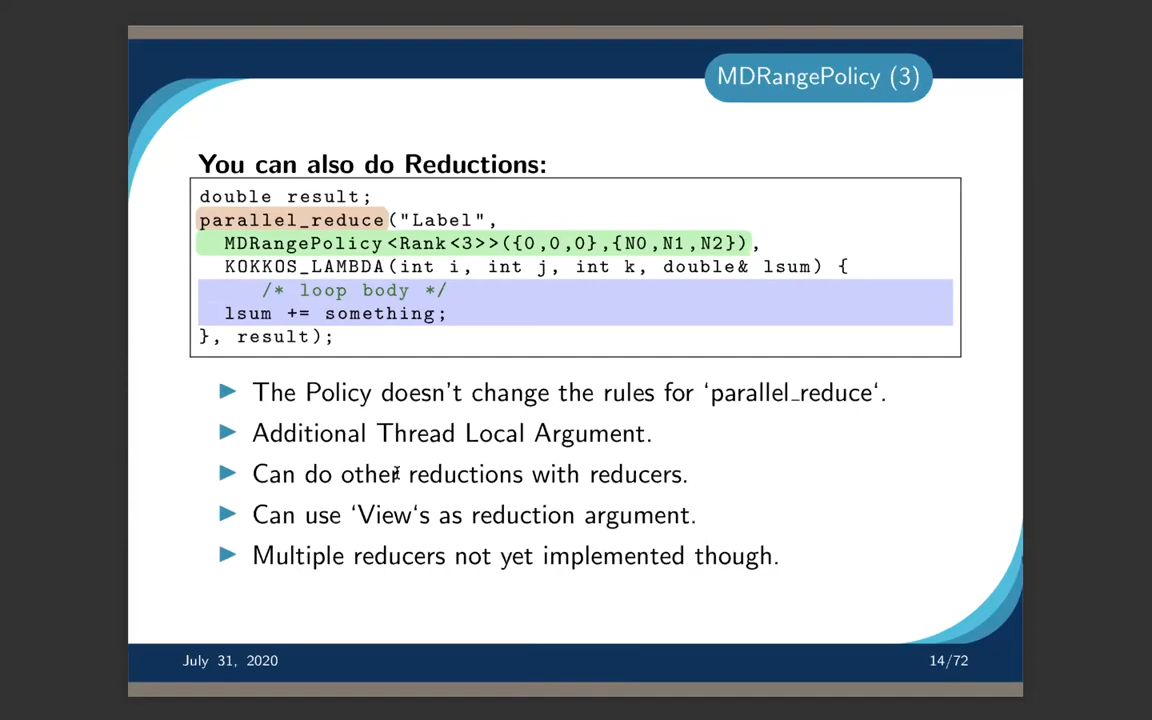 MDRangePolicy (3)
You can also do Reductions:
double result;
parallel_reduce("Label",
MDRangePolicy<Rank<3>>({0,0,0},{N0,N1,N2}),
KOKKOS_LAMBDA(int i, int j, int k, double& lsum) {
/* loop body */
lsum += something;
}, result);
The Policy doesn't change the rules for ‘parallel_reduce‘.
Additional Thread Local Argument.
Can do other reductions with reducers.
Can use ‘View‘s as reduction argument.
Multiple reducers not yet implemented though.
July 31, 2020
14/72